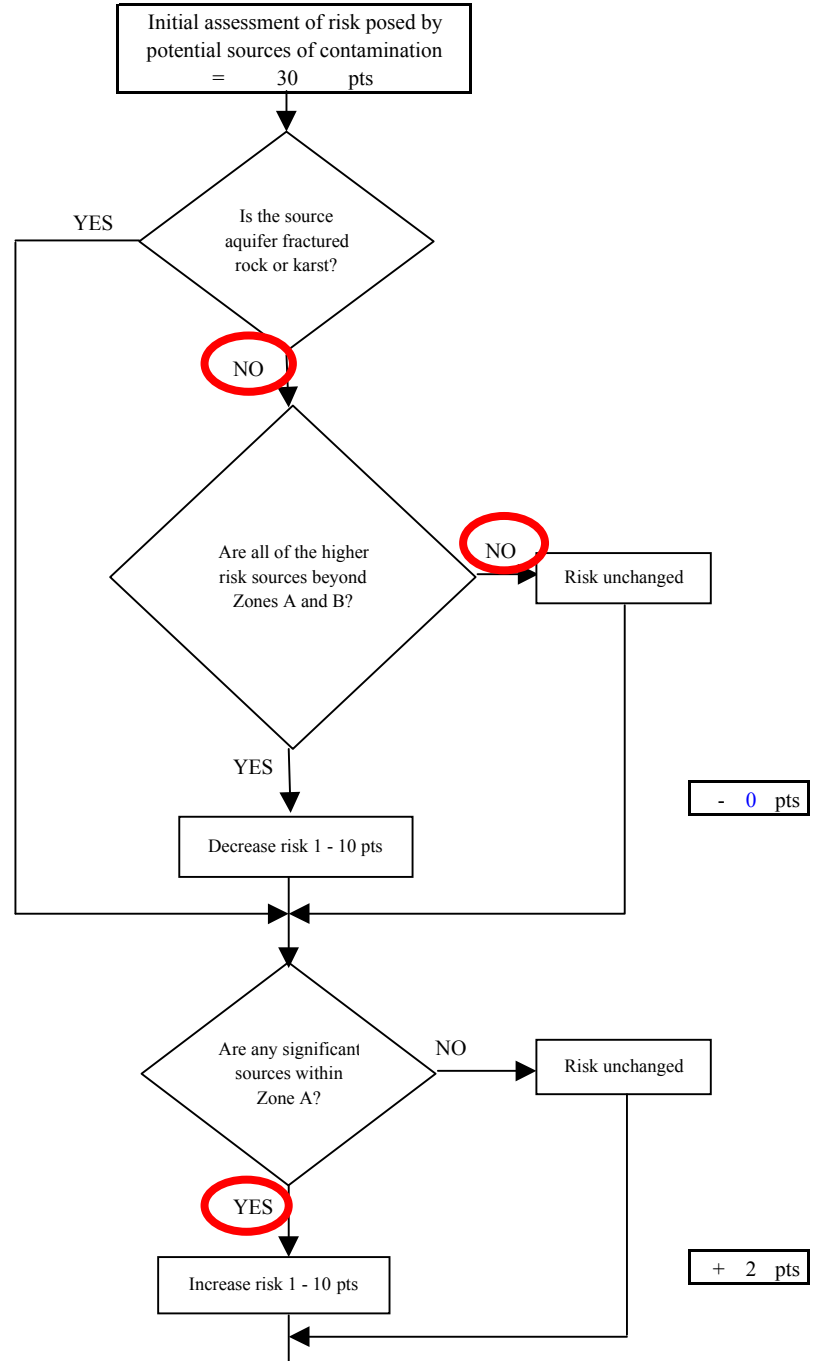 Initial assessment of risk posed by
potential sources of contamination
= 30 pts
YES
Is the source
aquifer fractured
rock or karst?
NO
Are all of the higher
risk sources beyond
Zones A and B?
NO
Risk unchanged
YES
- 0 pts
Decrease risk 1 - 10 pts
Are any significant
sources within
Zone A?
NO
Risk unchanged
YES
Increase risk 1 - 10 pts
+ 2 pts